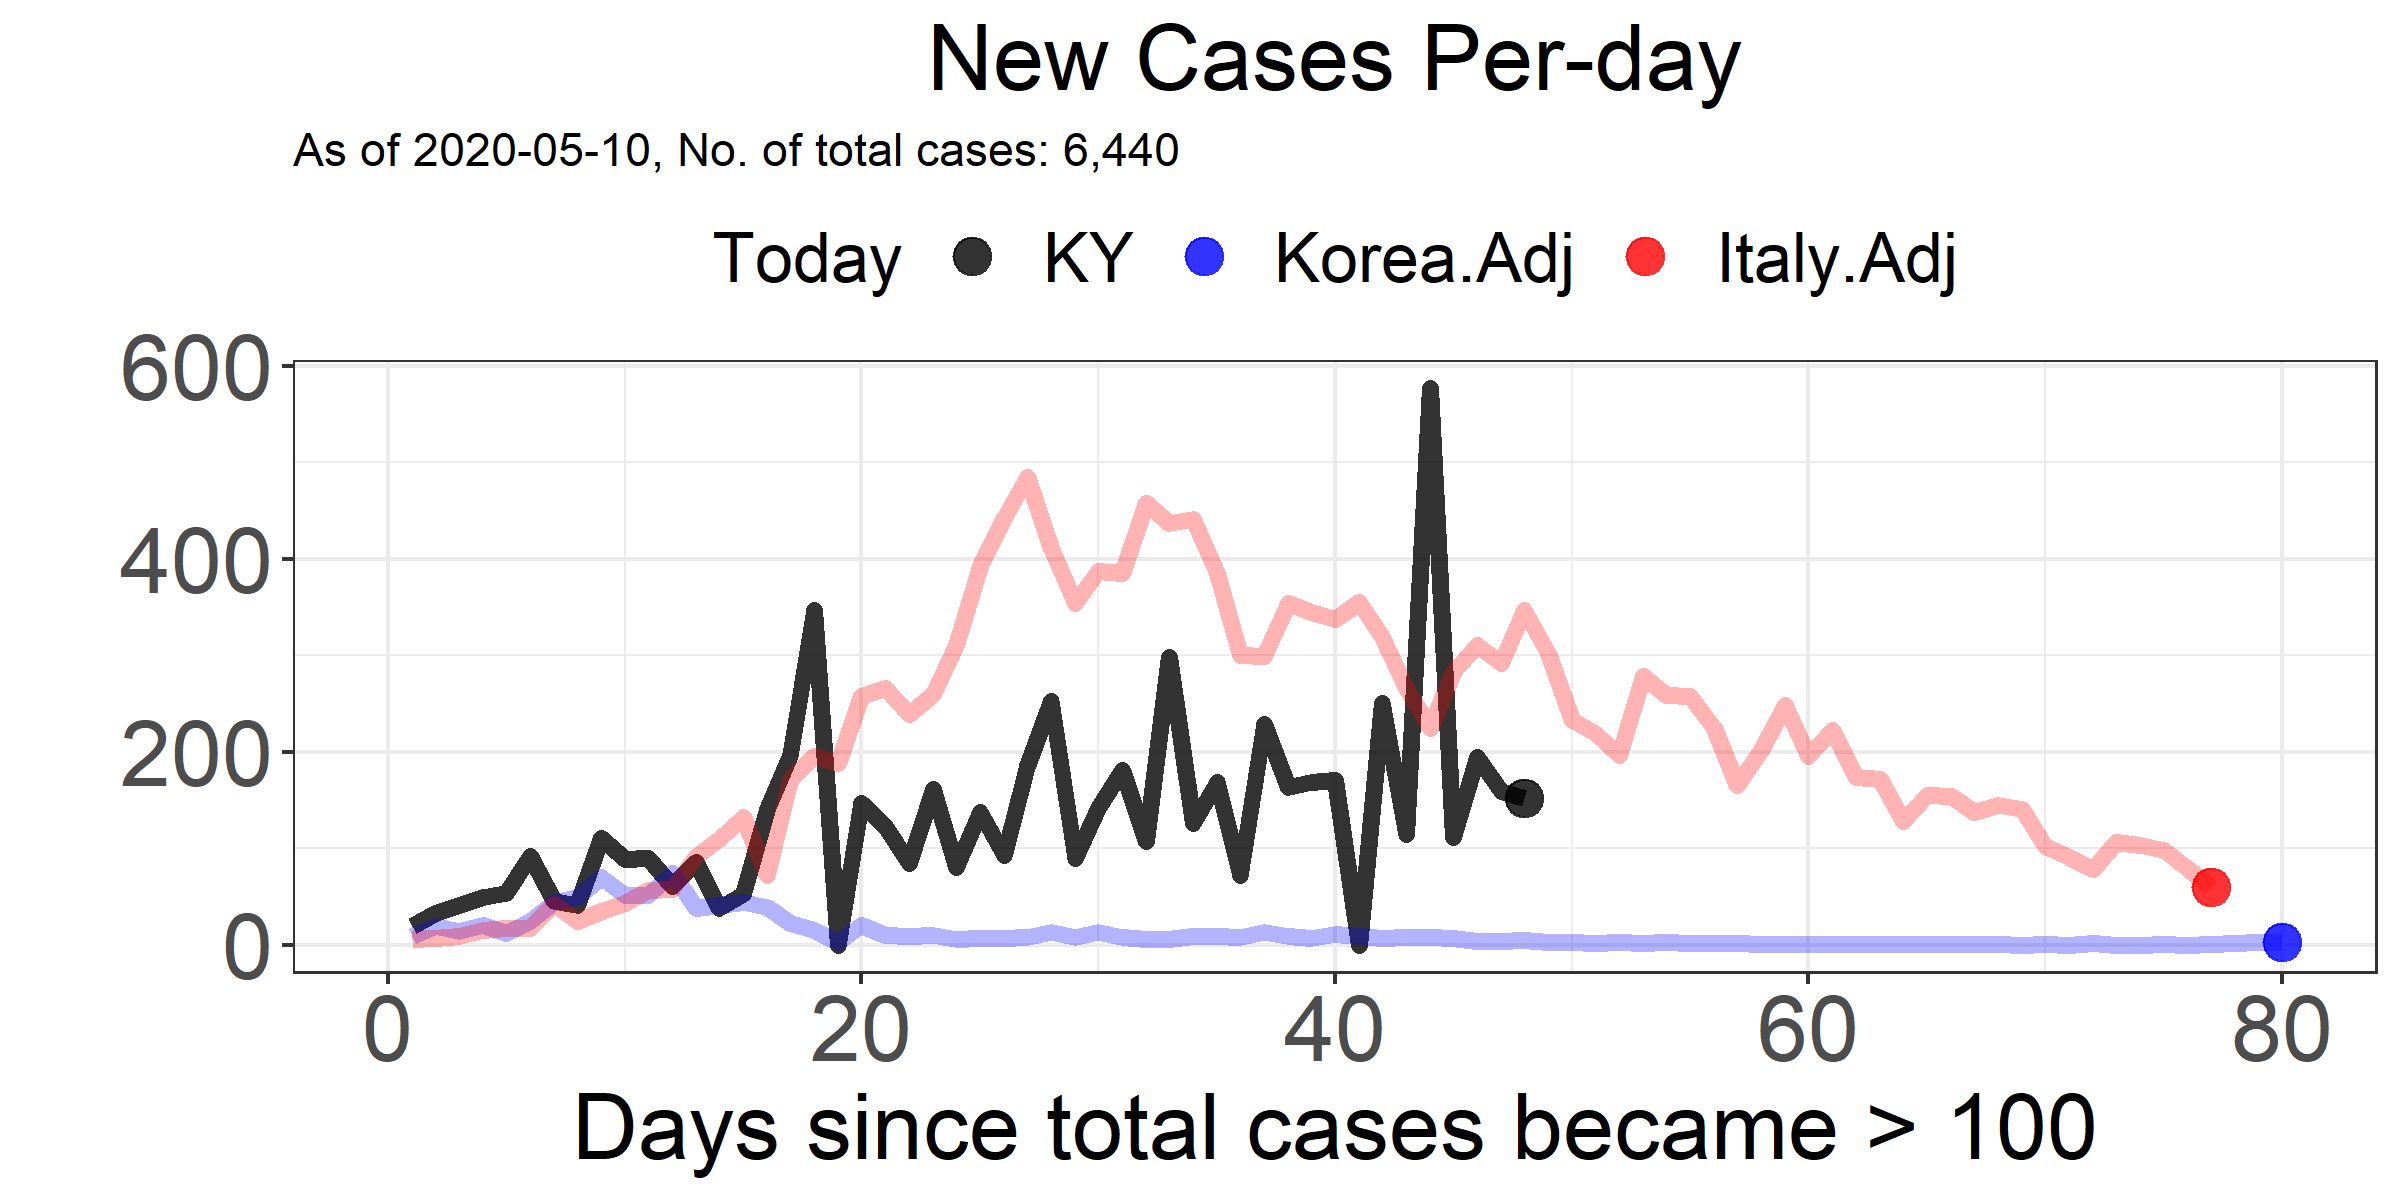 New Cases Per-day
As of 2020-05-10, No. of total cases: 6,440
Today KY Korea.Adj Italy.Adj
600
400
200
0
0 20 40 60 80
Days since total cases became > 100